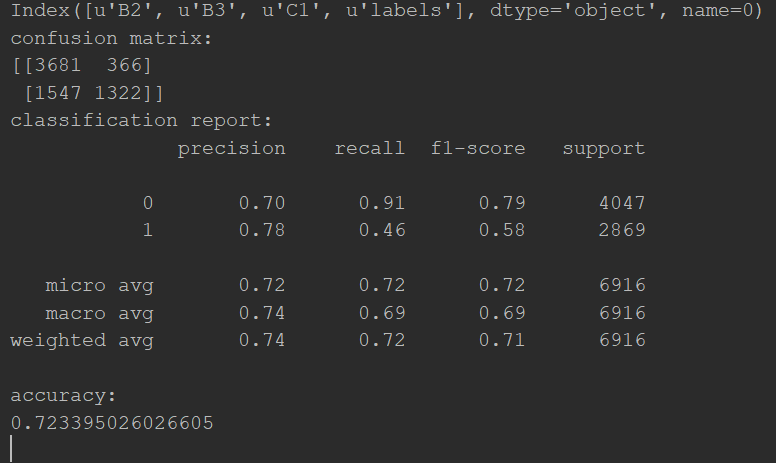 Index([u'B2', u'B3', u'C1', u'labels'], dtype='object', name=0)
confusion matrix:
[[3681  366]
 [1547 1322]]
classification report:
              precision    recall  f1-score   support

           0       0.70      0.91      0.79      4047
           1       0.78      0.46      0.58      2869

   micro avg       0.72      0.72      0.72      6916
   macro avg       0.74      0.69      0.69      6916
weighted avg       0.74      0.72      0.71      6916

accuracy:
0.723395026026605